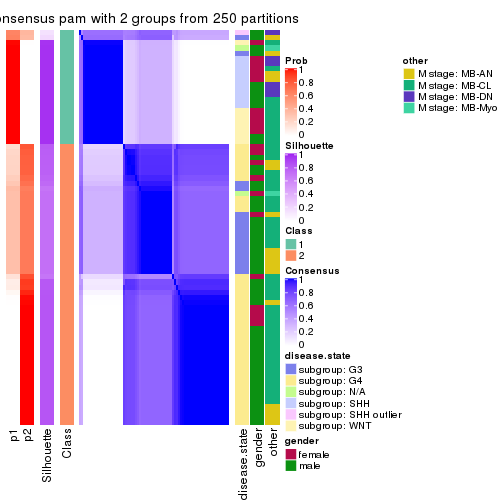 onsensus pam with 2 groups from 250 partitions
Prob
1
0.8
0.6
0.4
0.2
0
Silhouette
1
0.8
0.6
0.4
0.2
0
Class
1
2
Consensus
1
0.8
0.6
0.4
0.2
0
disease.state
subgroup: G3
subgroup: G4
subgroup: N/A
subgroup: SHH
subgroup: SHH outlier
subgroup: WNT
gender
female
male
other
M stage: MB-AN
M stage: MB-CL
M stage: MB-DN
M stage: MB-Myo
p1
p2
Silhouette
Class
disease.state
gender
other